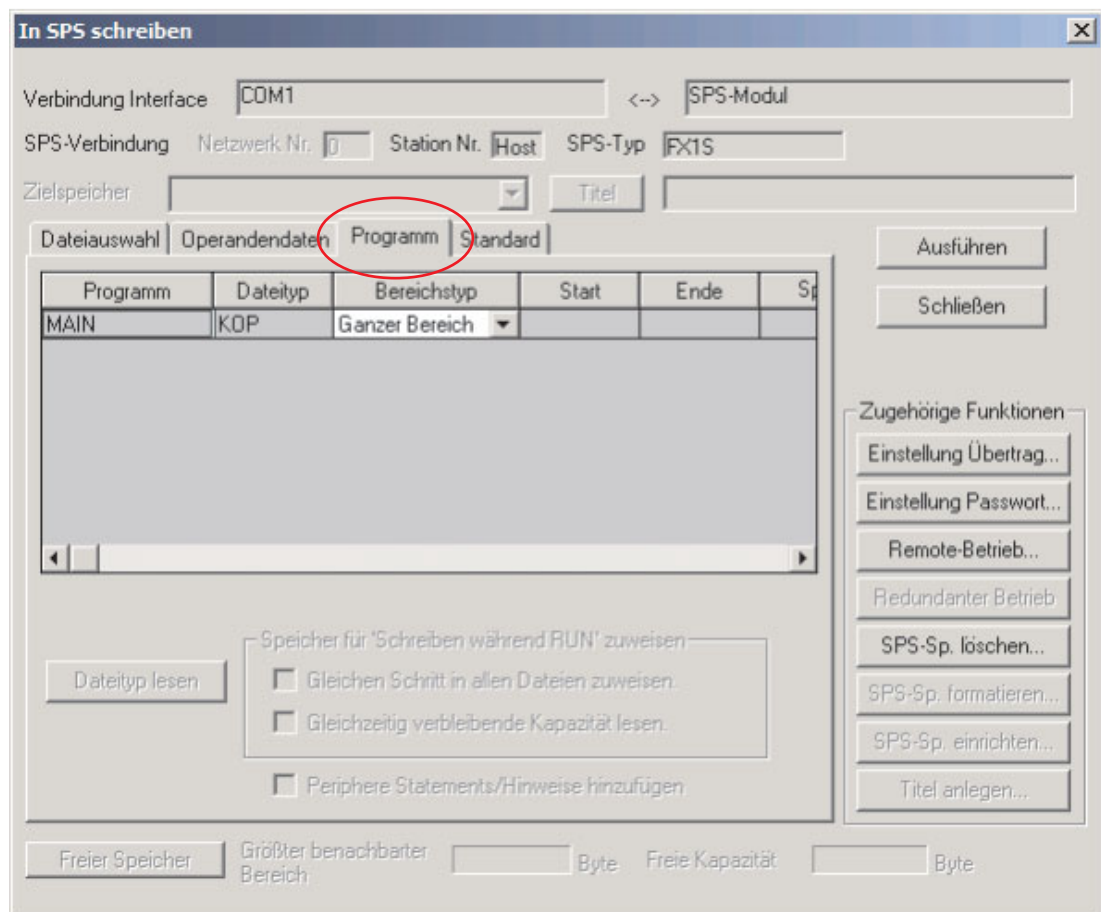 In SPS schreiben
Verbindung Interface COM1 <--> SPS-Modul
SPS-Verbindung Netzwerk Nr. 0 Station Nr. Host SPS-Typ FX1S
Zielspeicher Titel
Dateiauswahl Operandendaten Programm Standard
Ausführen
Schließen
Programm Dateityp Bereichstyp Start Ende Sp
MAIN KOP Ganzer Bereich
Zugehörige Funktionen
Einstellung Übertrag...
Einstellung Passwort...
Remote-Betrieb...
Redundanter Betrieb
SPS-Sp. löschen...
SPS-Sp. formatieren...
SPS-Sp. einrichten...
Titel anlegen...
Speicher für 'Schreiben während RUN' zuweisen
Dateityp lesen
Gleichen Schritt in allen Dateien zuweisen.
Gleichzeitig verbleibende Kapazität lesen.
Periphere Statements/Hinweise hinzufügen
Freier Speicher
Größter benachbarter Bereich Byte Freie Kapazität Byte